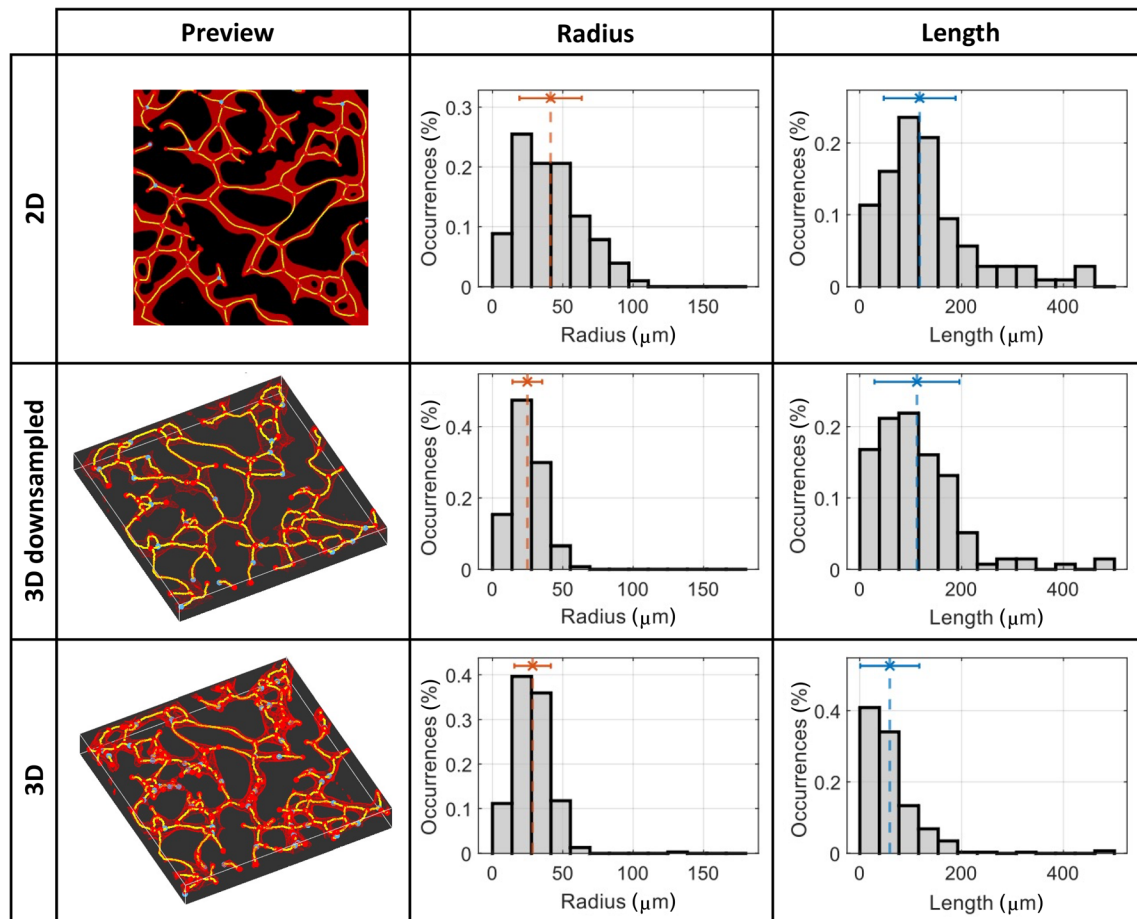 Preview
Radius
Length
2D
Occurrences (%)
0.3
0.2
0.1
0
0
50
100
150
Radius (μm)
Occurrences (%)
0.2
0.1
0
0
200
400
Length (μm)
3D downsampled
Occurrences (%)
0.4
0.2
0
0
50
100
150
Radius (μm)
Occurrences (%)
0.2
0.1
0
0
200
400
Length (μm)
3D
Occurrences (%)
0.4
0.3
0.2
0.1
0
0
50
100
150
Radius (μm)
Occurrences (%)
0.4
0.2
0
0
200
400
Length (μm)